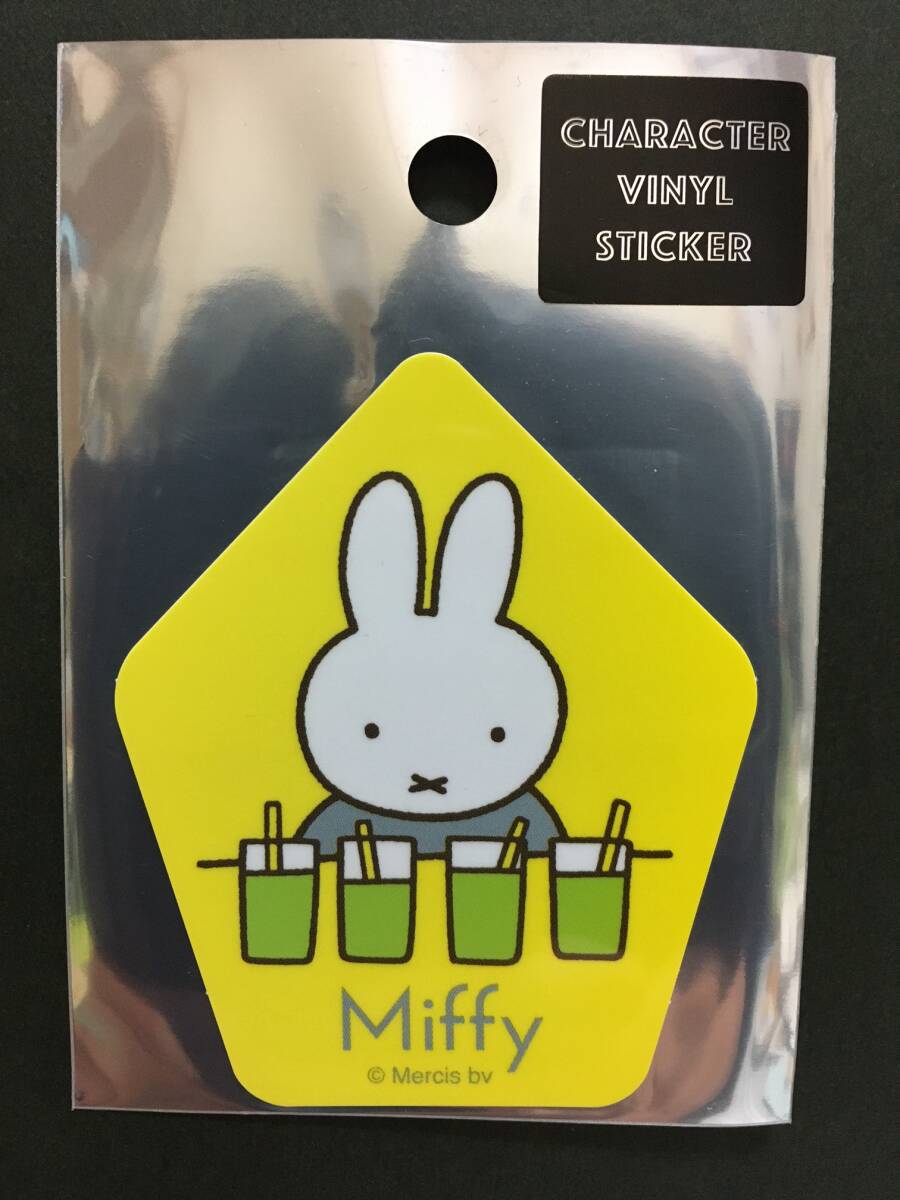 CHARACTER
VINYL
STICKER
Miffy
© Mercis bv